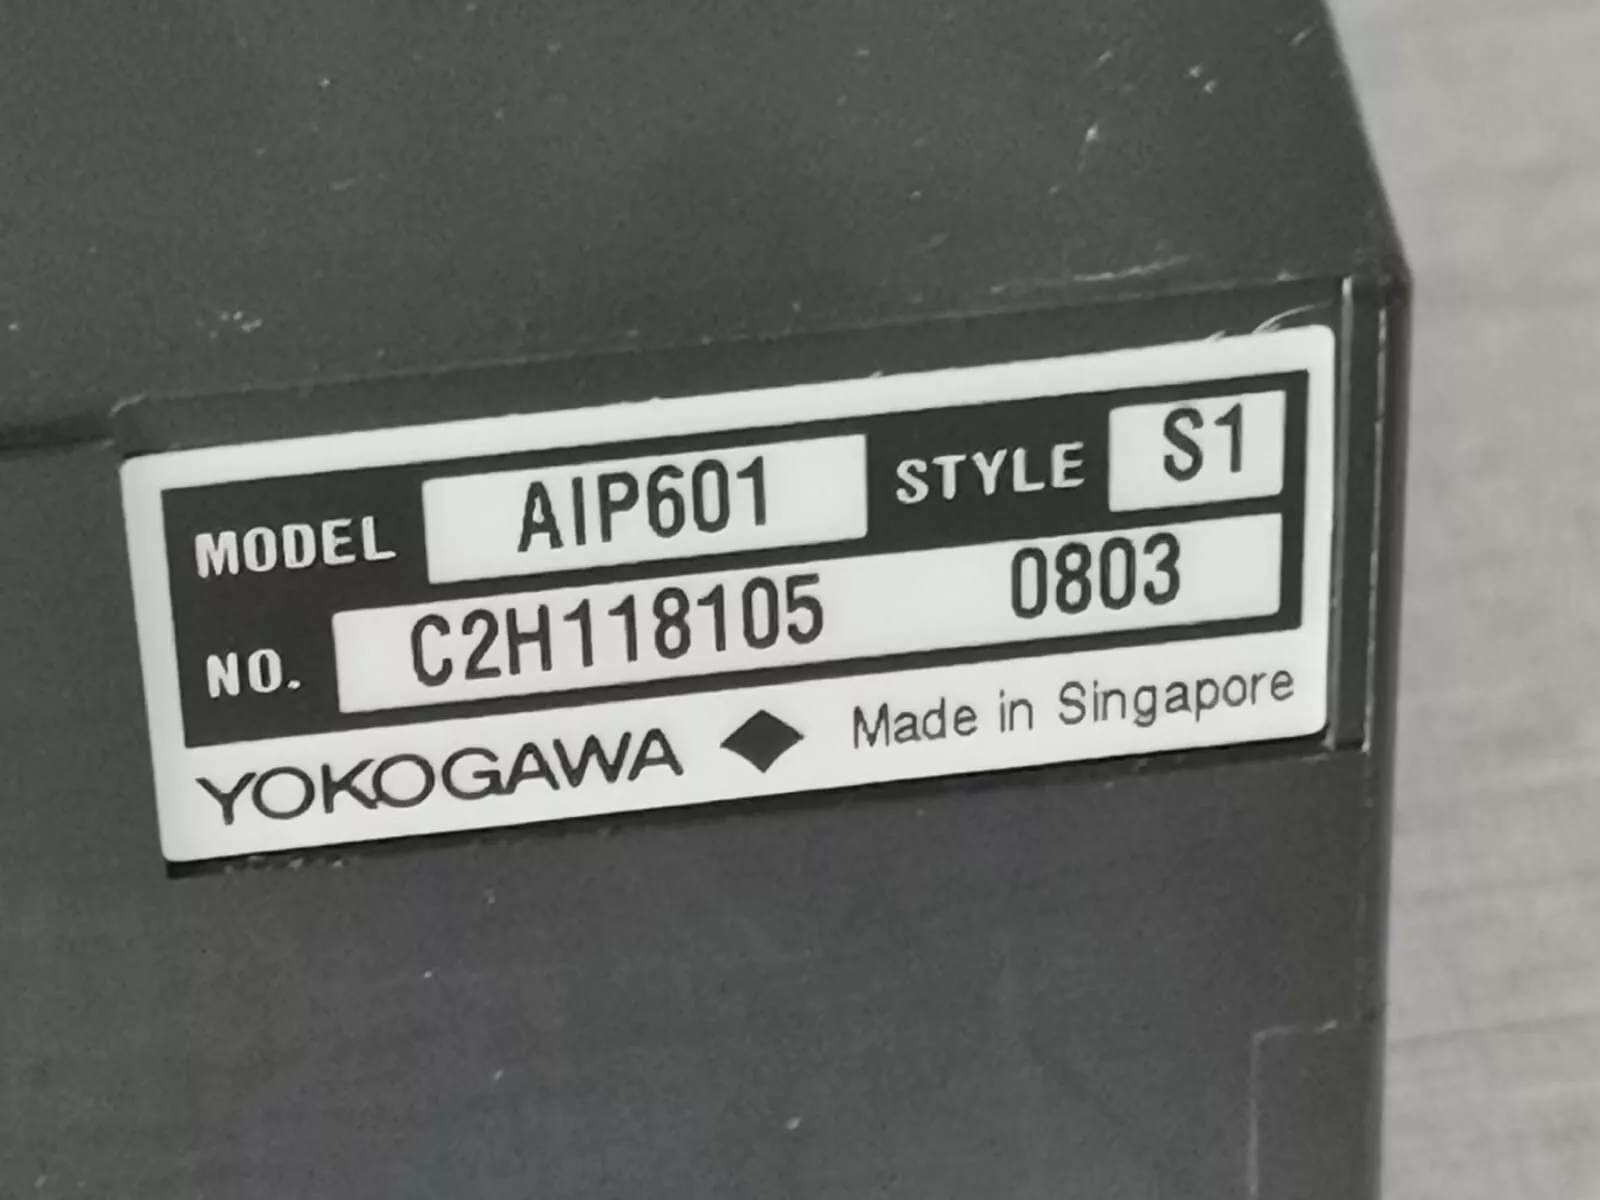 MODEL AIP601 STYLE S1
NO. C2H118105 0803
YOKOGAWA ◆ Made in Singapore